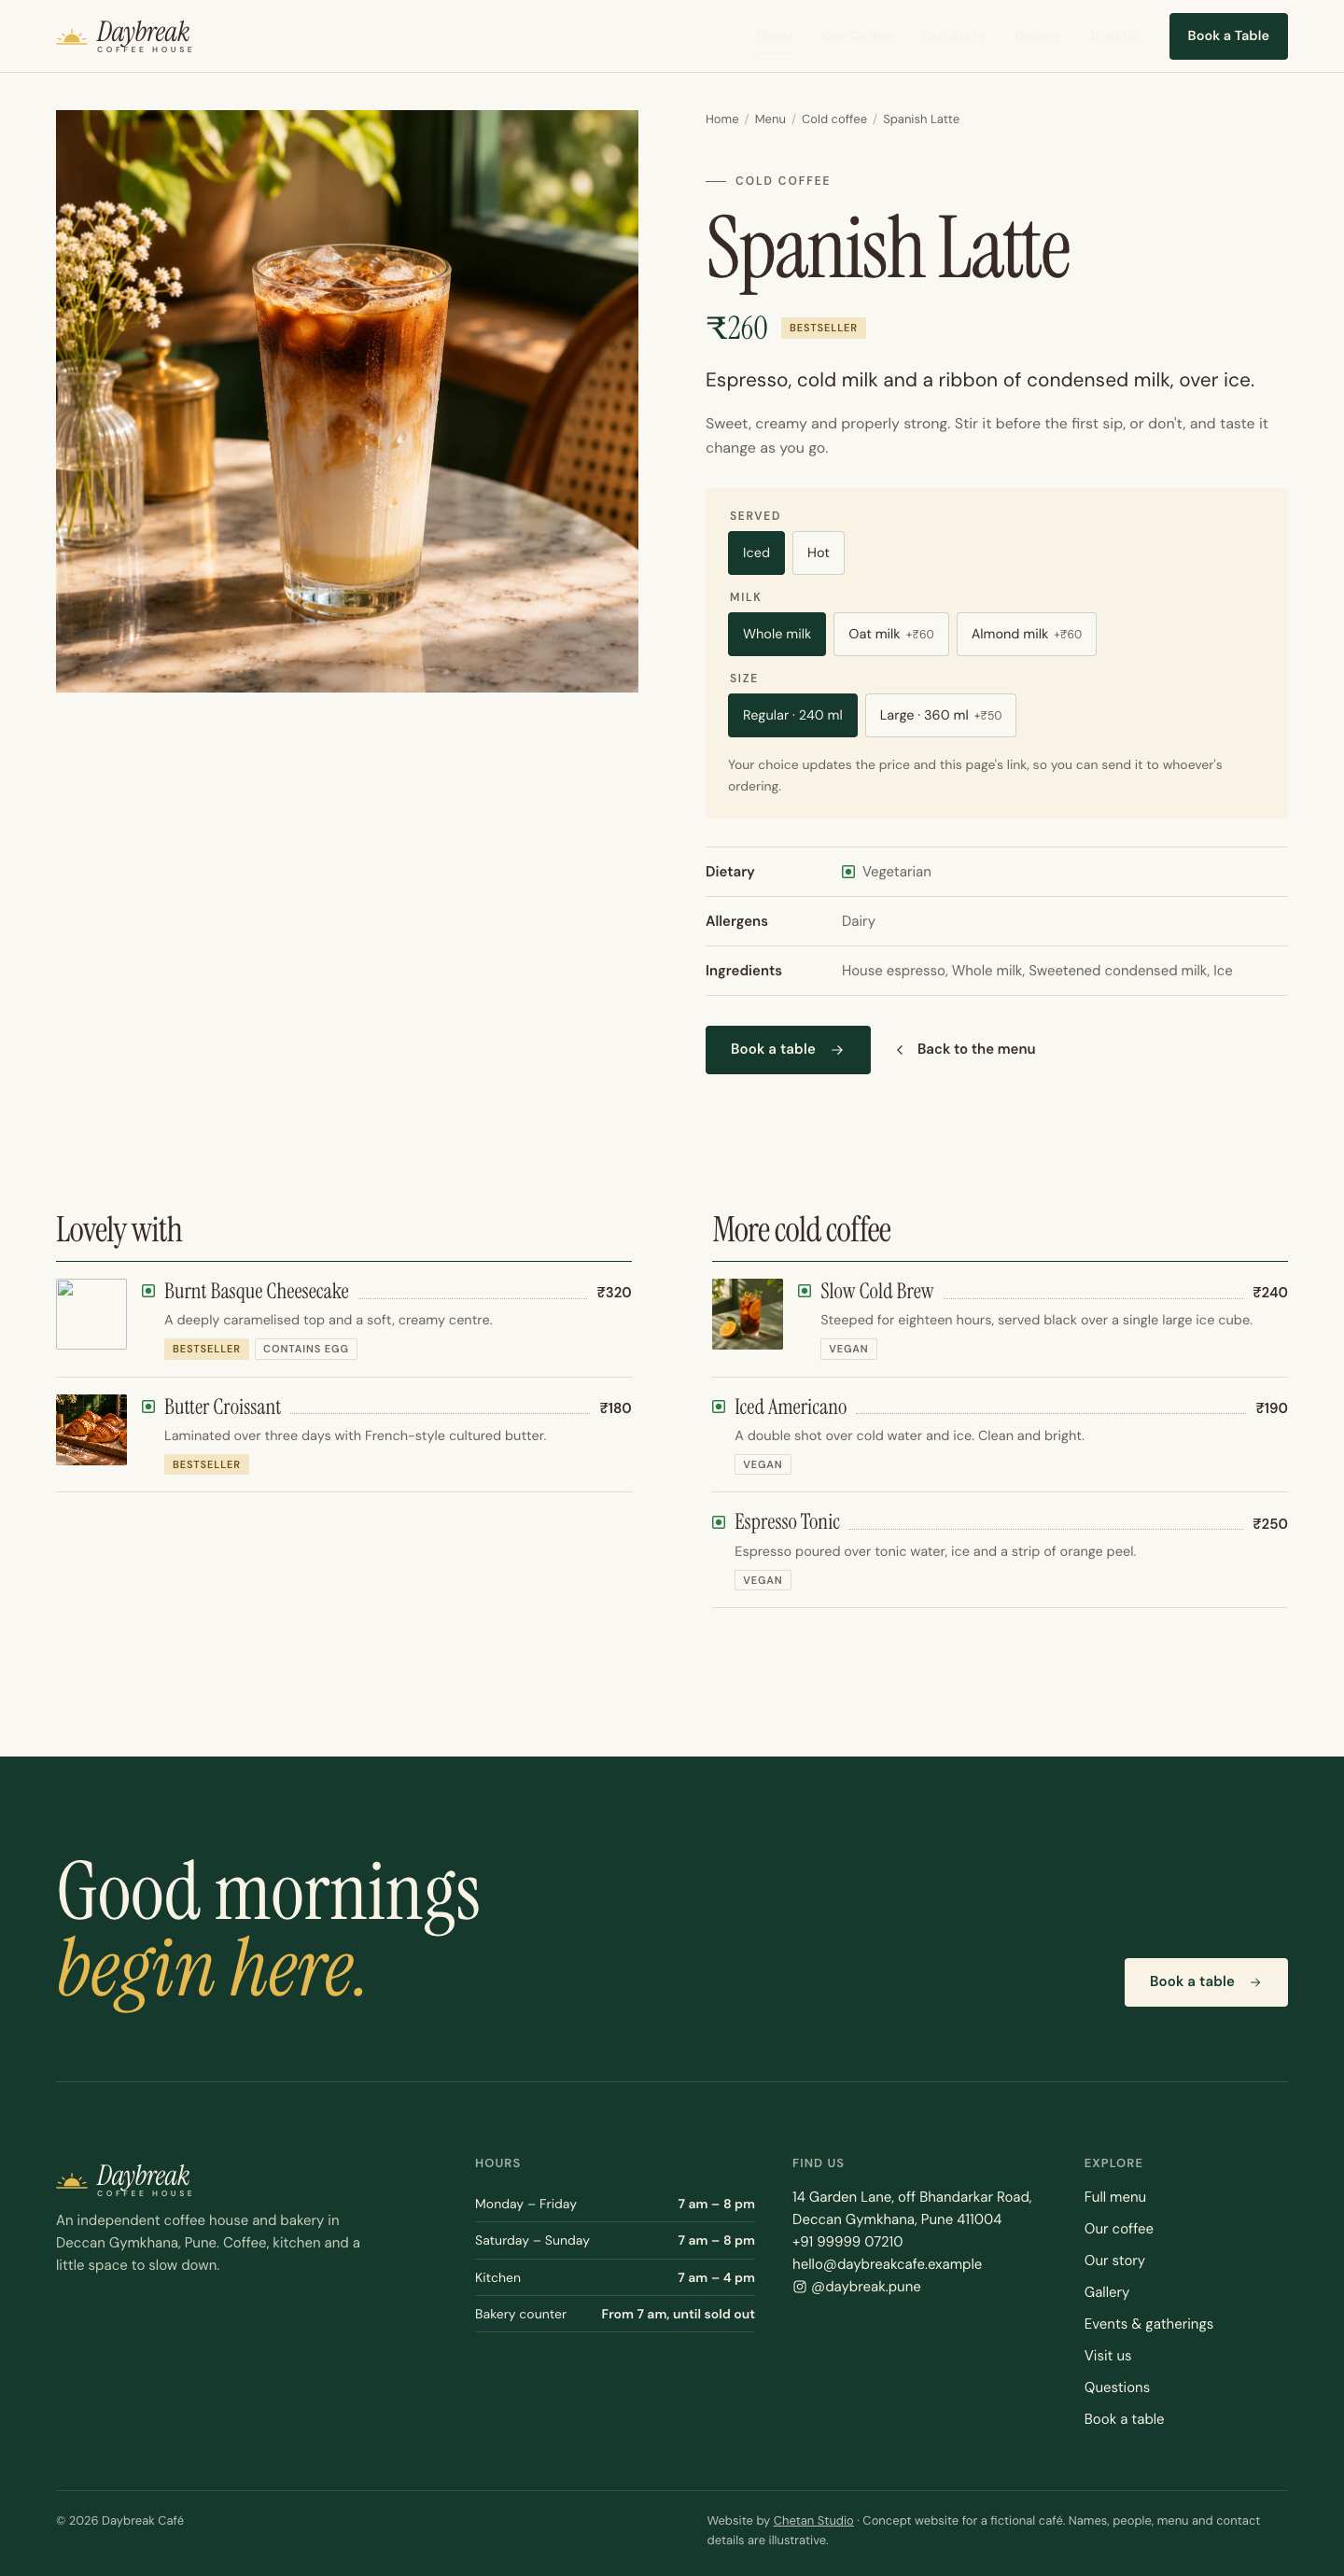 Daybreak
COFFEE HOUSE
Book a Table
Home / Menu / Cold coffee / Spanish Latte
COLD COFFEE
Spanish Latte
₹260 BESTSELLER
Espresso, cold milk and a ribbon of condensed milk, over ice.
Sweet, creamy and properly strong. Stir it before the first sip, or don't, and taste it
change as you go.
SERVED
Iced Hot
MILK
Whole milk Oat milk +₹60 Almond milk +₹60
SIZE
Regular · 240 ml Large · 360 ml +₹50
Your choice updates the price and this page's link, so you can send it to whoever's
ordering.
Dietary Vegetarian
Allergens Dairy
Ingredients House espresso, Whole milk, Sweetened condensed milk, Ice
Book a table → Back to the menu
Lovely with
Burnt Basque Cheesecake ₹320
A deeply caramelised top and a soft, creamy centre.
BESTSELLER CONTAINS EGG
Butter Croissant ₹180
Laminated over three days with French-style cultured butter.
BESTSELLER
More cold coffee
Slow Cold Brew ₹240
Steeped for eighteen hours, served black over a single large ice cube.
VEGAN
Iced Americano ₹190
A double shot over cold water and ice. Clean and bright.
VEGAN
Espresso Tonic ₹250
Espresso poured over tonic water, ice and a strip of orange peel.
VEGAN
Good mornings
begin here.
Book a table →
Daybreak
COFFEE HOUSE
An independent coffee house and bakery in
Deccan Gymkhana, Pune. Coffee, kitchen and a
little space to slow down.
HOURS
Monday – Friday 7 am – 8 pm
Saturday – Sunday 7 am – 8 pm
Kitchen 7 am – 4 pm
Bakery counter From 7 am, until sold out
FIND US
14 Garden Lane, off Bhandarkar Road,
Deccan Gymkhana, Pune 411004
+91 99999 07210
hello@daybreakcafe.example
@daybreak.pune
EXPLORE
Full menu
Our coffee
Our story
Gallery
Events & gatherings
Visit us
Questions
Book a table
© 2026 Daybreak Café
Website by Chetan Studio · Concept website for a fictional café. Names, people, menu and contact
details are illustrative.